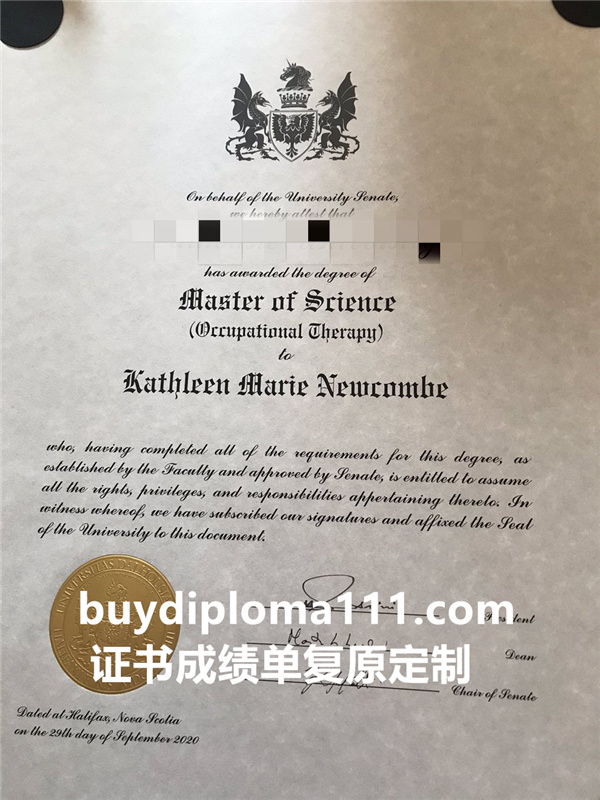 On behalf of the University Senate,
we hereby attest that
has awarded the degree of
Master of Science
(Occupational Therapy)
to
Kathleen Marie Newcombe
who, having completed all of the requirements for this degree, as
established by the Faculty and approved by Senate, is entitled to assume
all the rights, privileges, and responsibilities appertaining thereto. In
witness whereof, we have subscribed our signatures and affixed the Seal
of the University to this document.
buydiploma111.com
President
Dean
证书成绩单复原定制
Chair of Senate
Dated at Halifax, Nova Scotia
on the 29th day of September 2020